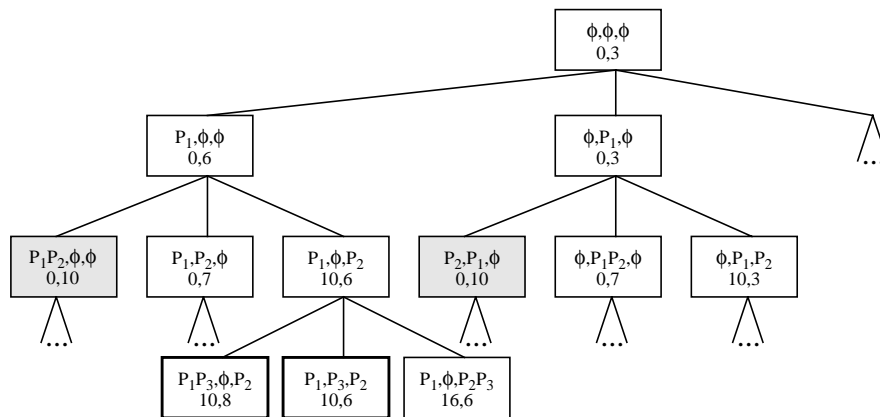 ϕ,ϕ,ϕ
0,3
P₁,ϕ,ϕ
0,6
ϕ,P₁,ϕ
0,3
...
P₁P₂,ϕ,ϕ
0,10
P₁,P₂,ϕ
0,7
P₁,ϕ,P₂
10,6
P₂,P₁,ϕ
0,10
ϕ,P₁P₂,ϕ
0,7
ϕ,P₁,P₂
10,3
...
...
...
...
...
P₁P₃,ϕ,P₂
10,8
P₁,P₃,P₂
10,6
P₁,ϕ,P₂P₃
16,6